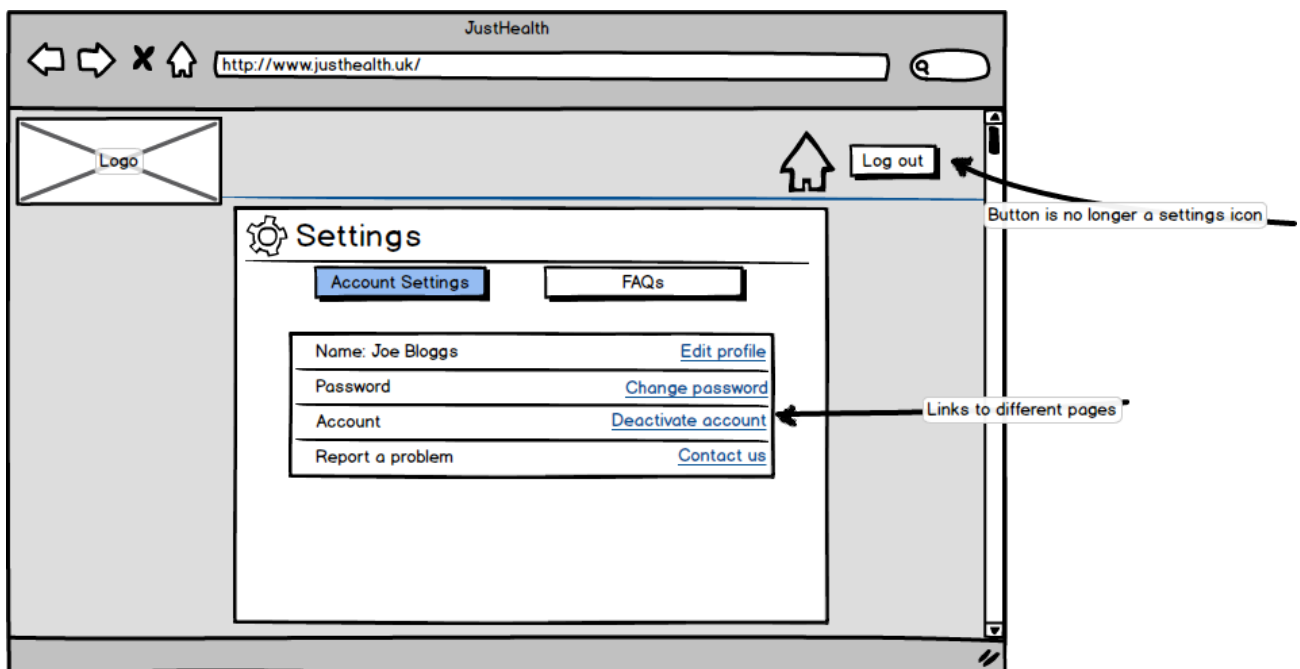 JustHealth
http://www.justhealth.uk/
Logo
Log out
Button is no longer a settings icon
Settings
Account Settings
FAQs
Name: Joe Bloggs
Edit profile
Password
Change password
Account
Deactivate account
Links to different pages
Report a problem
Contact us